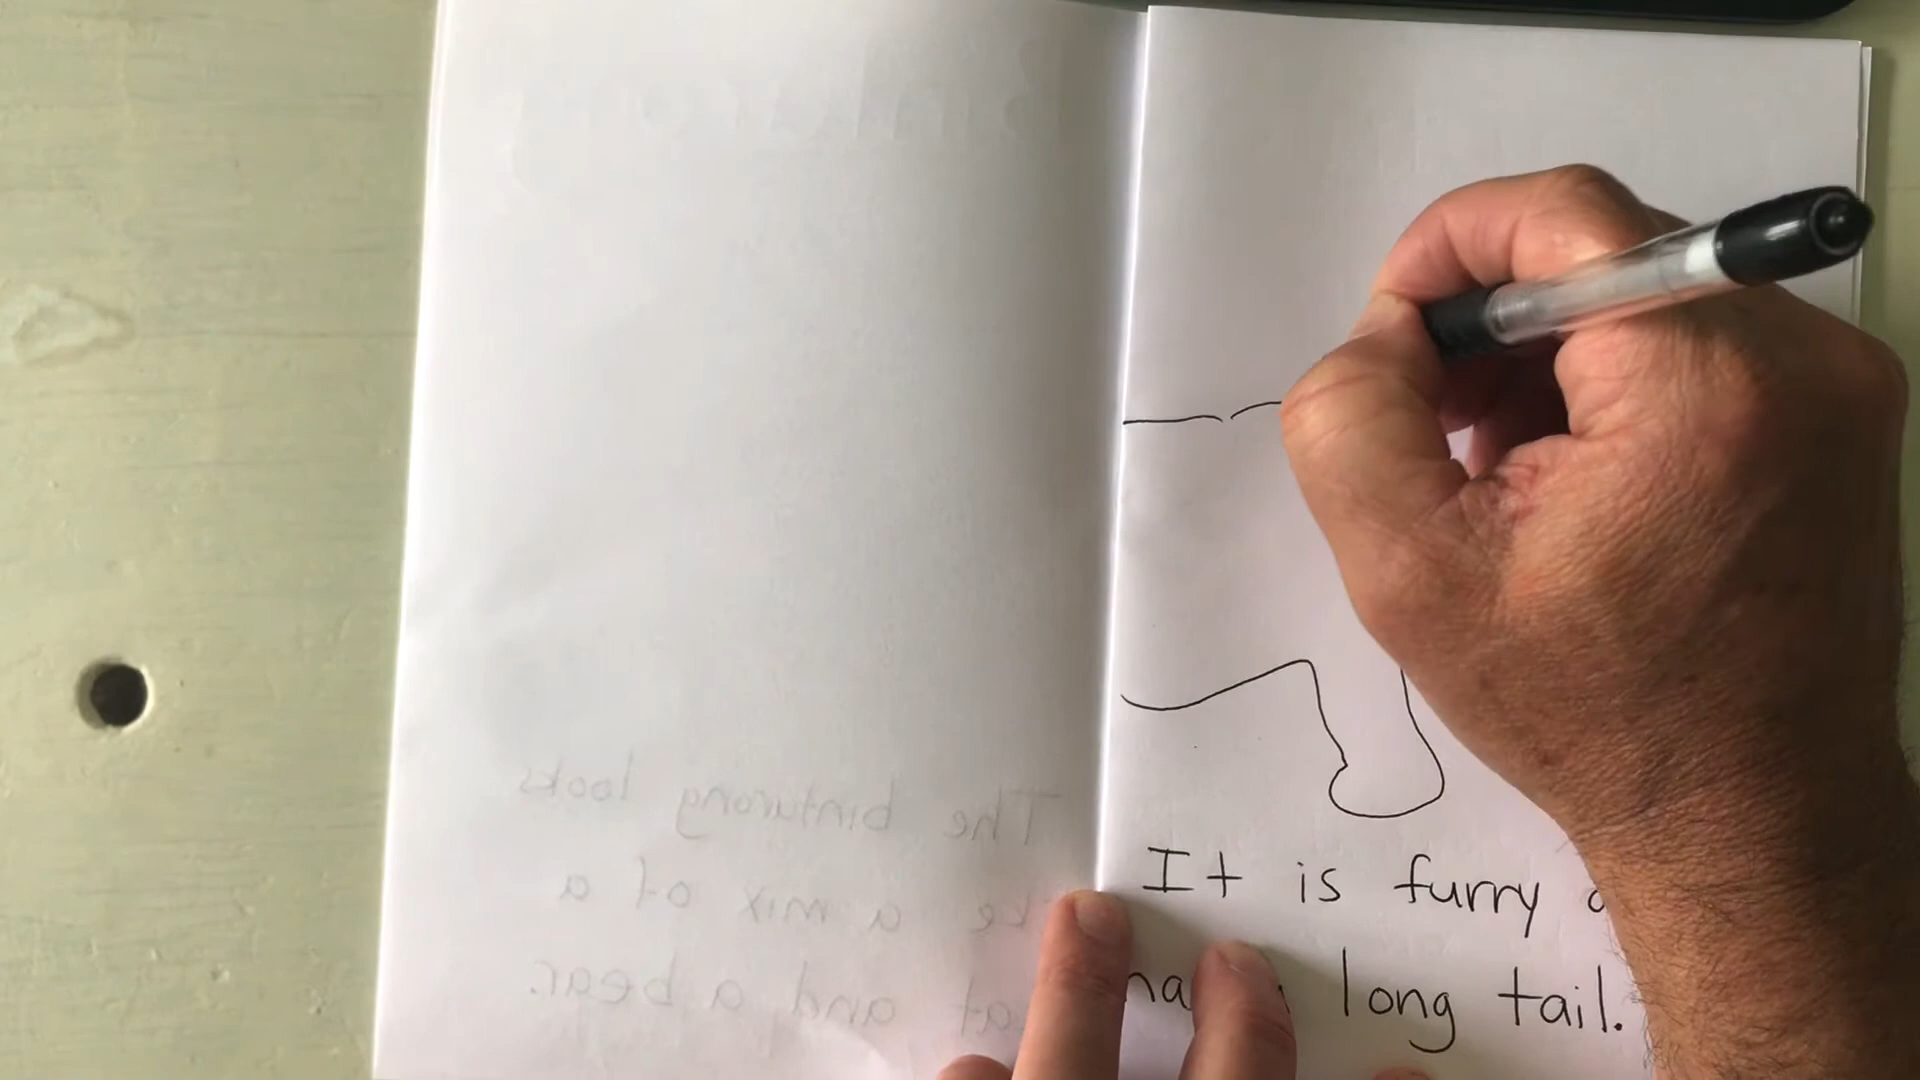 The binturong looks
a mix of a
and a bear.
It is furry
long tail.